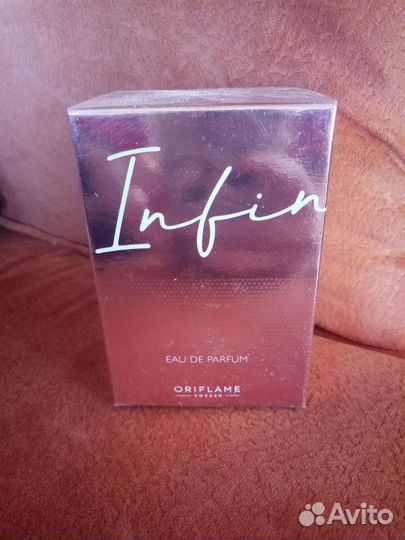 Infin
EAU DE PARFUM
ORIFLAME
SWEDEN
Avito